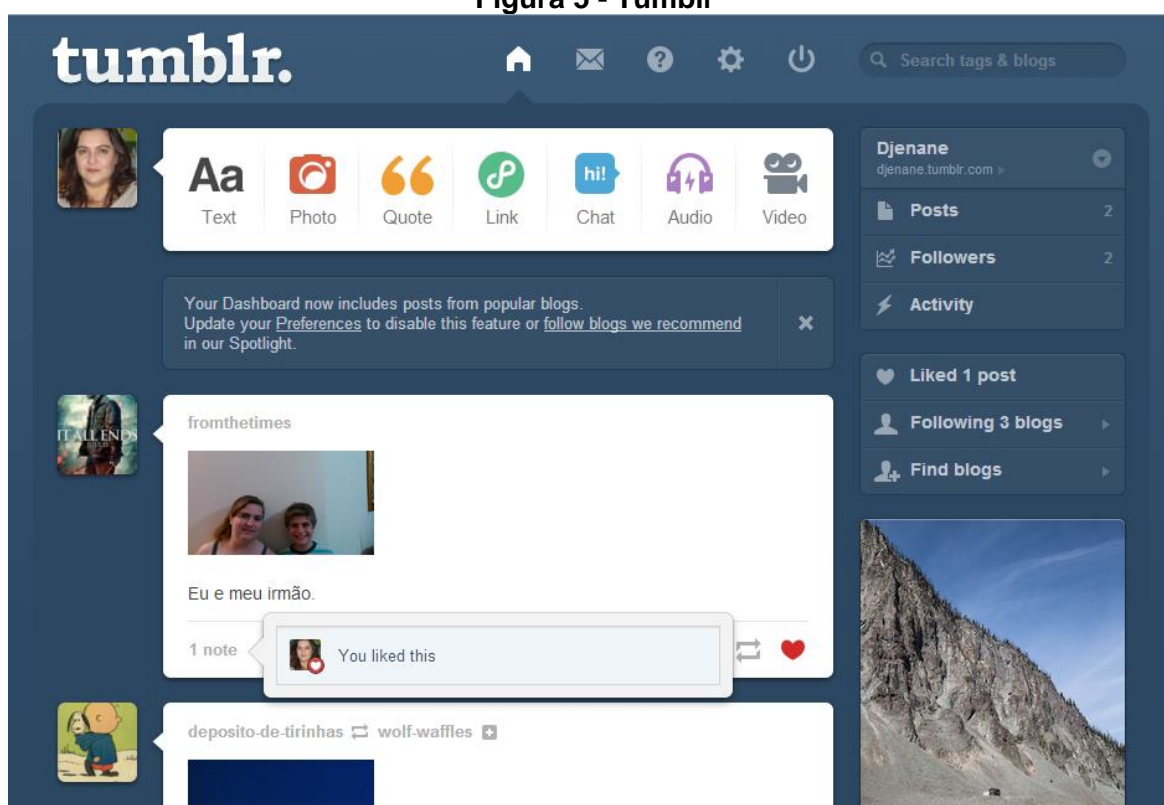 Figura 5 - Tumblr
tumblr.
Search tags & blogs
Aa
hi!
Text
Photo
Quote
Link
Chat
Audio
Video
Djenane
djenane.tumblr.com
Posts 2
Followers 2
Activity
Your Dashboard now includes posts from popular blogs.
Update your Preferences to disable this feature or follow blogs we recommend
in our Spotlight.
Liked 1 post
Following 3 blogs
Find blogs
IT ALL ENDS
fromthetimes
Eu e meu irmão.
1 note
You liked this
deposito-de-tirinhas wolf-waffles